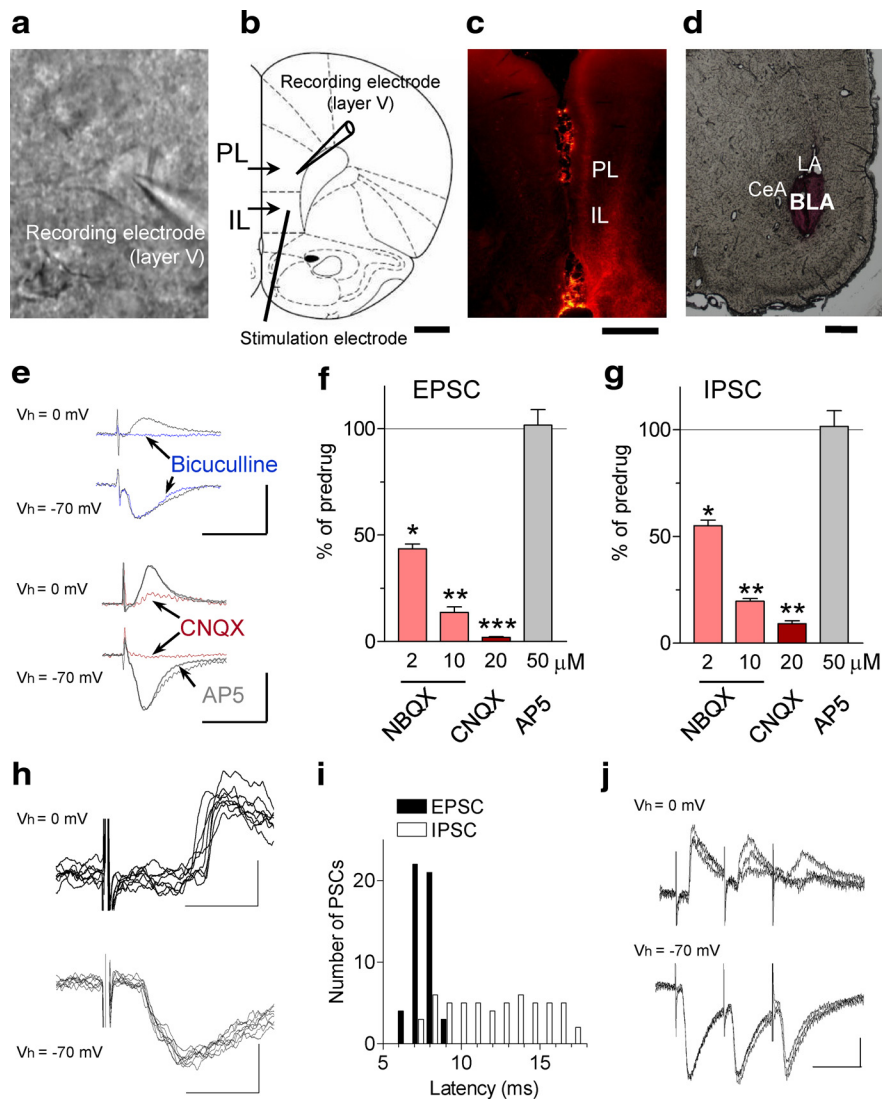 a
Recording electrode
(layer V)
b
Recording electrode
(layer V)
PL
IL
Stimulation electrode
c
PL
IL
d
LA
CeA
BLA
e
Vh = 0 mV
Bicuculline
Vh = -70 mV
Vh = 0 mV
CNQX
AP5
Vh = -70 mV
f
EPSC
% of predrug
100
50
0
*
**
***
2 10 20 50 μM
NBQX
CNQX
AP5
g
IPSC
% of predrug
100
50
0
*
**
**
2 10 20 50 μM
NBQX
CNQX
AP5
h
Vh = 0 mV
Vh = -70 mV
i
EPSC
IPSC
Number of PSCs
20
10
0
5 10 15
Latency (ms)
j
Vh = 0 mV
Vh = -70 mV